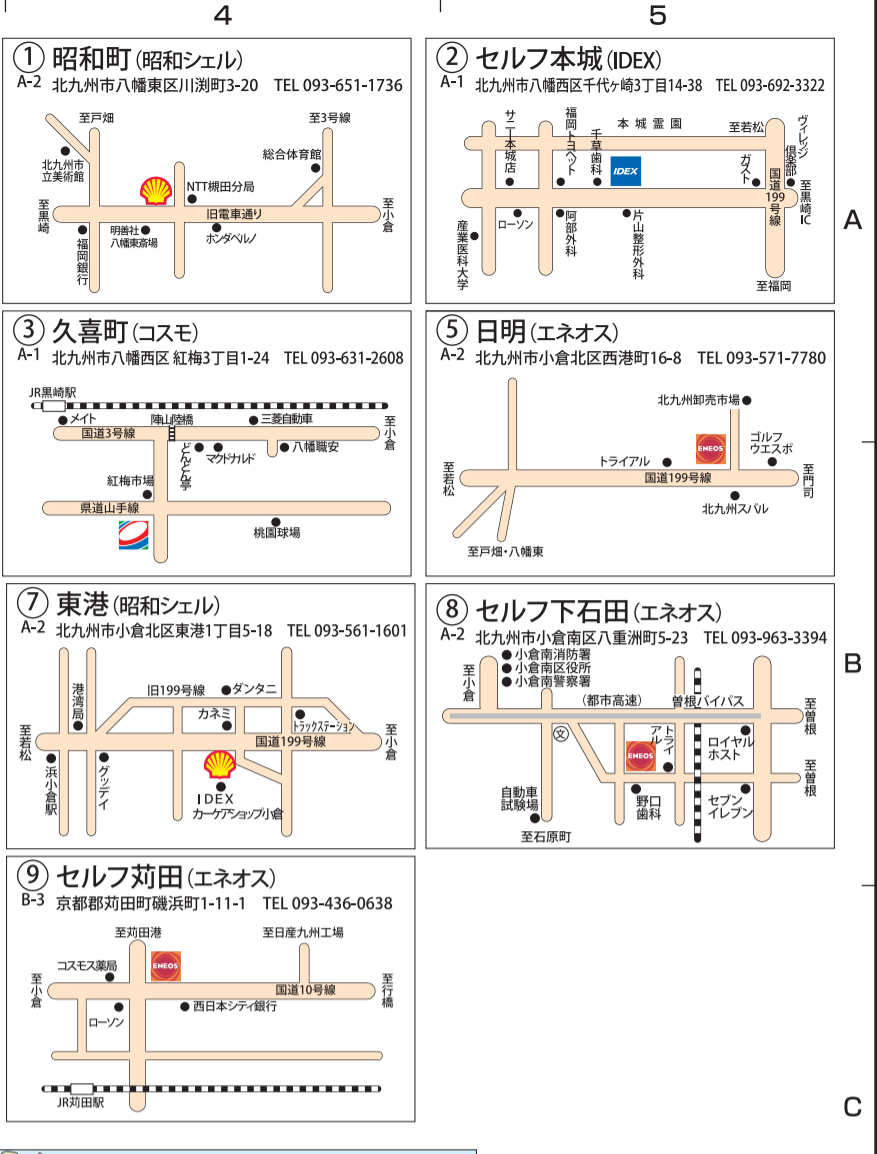 4
5
A
B
C
① 昭和町(昭和シェル)
A-2 北九州市八幡東区川渕町3-20 TEL 093-651-1736
至戸畑
至3号線
北九州市
立美術館
総合体育館
NTT槻田分局
至黒崎
旧電車通り
至小倉
福岡銀行
明善社
八幡東斎場
ホンダベルノ
② セルフ本城(IDEX)
A-1 北九州市八幡西区千代ヶ崎3丁目14-38 TEL 093-692-3322
サニー本城店
福岡トヨペット
千草歯科
本城霊園
至若松
ヴィレッジ
倶楽部
IDEX
ガスト
国道199号線
至黒崎IC
産業医科大学
ローソン
阿部外科
片山整形外科
至福岡
③ 久喜町(コスモ)
A-1 北九州市八幡西区 紅梅3丁目1-24 TEL 093-631-2608
JR黒崎駅
メイト
陣山陸橋
三菱自動車
国道3号線
至小倉
どんどん亭
マクドナルド
八幡職安
紅梅市場
県道山手線
桃園球場
⑤ 日明(エネオス)
A-2 北九州市小倉北区西港町16-8 TEL 093-571-7780
北九州卸売市場
ENEOS
ゴルフ
ウエスポ
トライアル
至若松
国道199号線
至門司
北九州スバル
至戸畑・八幡東
⑦ 東港(昭和シェル)
A-2 北九州市小倉北区東港1丁目5-18 TEL 093-561-1601
港湾局
旧199号線
ダンタニ
カネミ
トラックステーション
至若松
国道199号線
至小倉
浜小倉駅
グッデイ
IDEX
カーケアショップ小倉
⑧ セルフ下石田(エネオス)
A-2 北九州市小倉南区八重洲町5-23 TEL 093-963-3394
至小倉
小倉南消防署
小倉南区役所
小倉南警察署
(都市高速)
曽根バイパス
至曽根
文
ENEOS
トライ
アル
ロイヤル
ホスト
至曽根
自動車
試験場
野口
歯科
セブン
イレブン
至石原町
⑨ セルフ苅田(エネオス)
B-3 京都郡苅田町磯浜町1-11-1 TEL 093-436-0638
至苅田港
至日産九州工場
コスモス薬局
ENEOS
至小倉
国道10号線
至行橋
ローソン
西日本シティ銀行
JR苅田駅